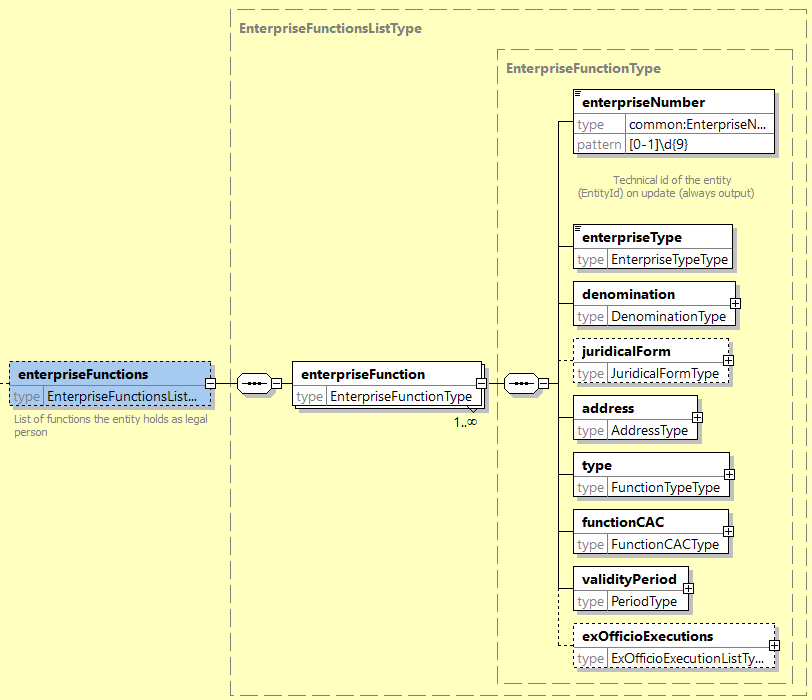 EnterpriseFunctionsListType
EnterpriseFunctionType
enterpriseNumber
type common:EnterpriseN...
pattern [0-1]\d{9}
Technical id of the entity
(EntityId) on update (always output)
enterpriseType
type EnterpriseTypeType
denomination
type DenominationType
juridicalForm
type JuridicalFormType
enterpriseFunctions
type EnterpriseFunctionsList...
List of functions the entity holds as legal
person
enterpriseFunction
type EnterpriseFunctionType
1..∞
address
type AddressType
type
type FunctionTypeType
functionCAC
type FunctionCACType
validityPeriod
type PeriodType
exOfficioExecutions
type ExOfficioExecutionListTy...